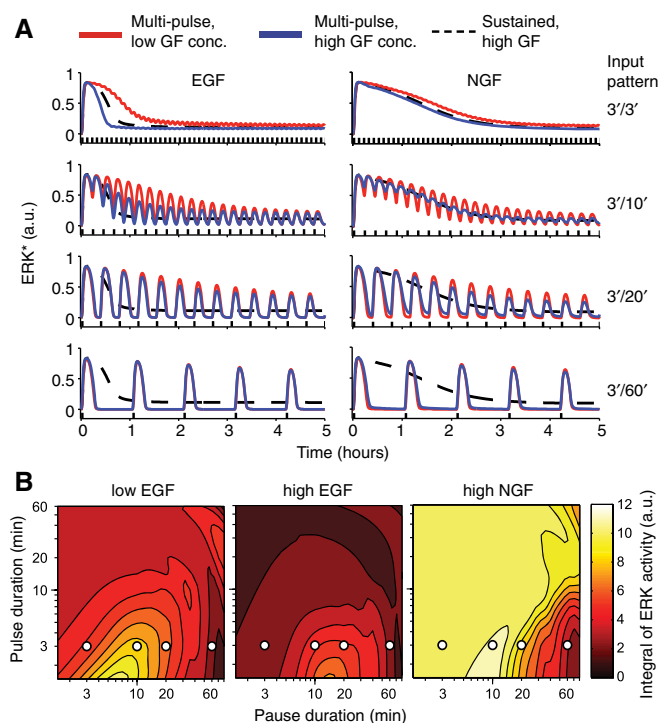 A
Multi-pulse, low GF conc.
Multi-pulse, high GF conc.
Sustained, high GF
EGF
NGF
Input pattern
1
0.5
0
3'/3'
1
0.5
0
3'/10'
ERK* (a.u.)
1
0.5
0
3'/20'
1
0.5
0
3'/60'
0 1 2 3 4 5
0 1 2 3 4 5
Time (hours)
B
low EGF
high EGF
high NGF
Pulse duration (min)
60
20
10
3
3 10 20 60
3 10 20 60
3 10 20 60
Pause duration (min)
12
10
8
6
4
2
0
Integral of ERK activity (a.u.)